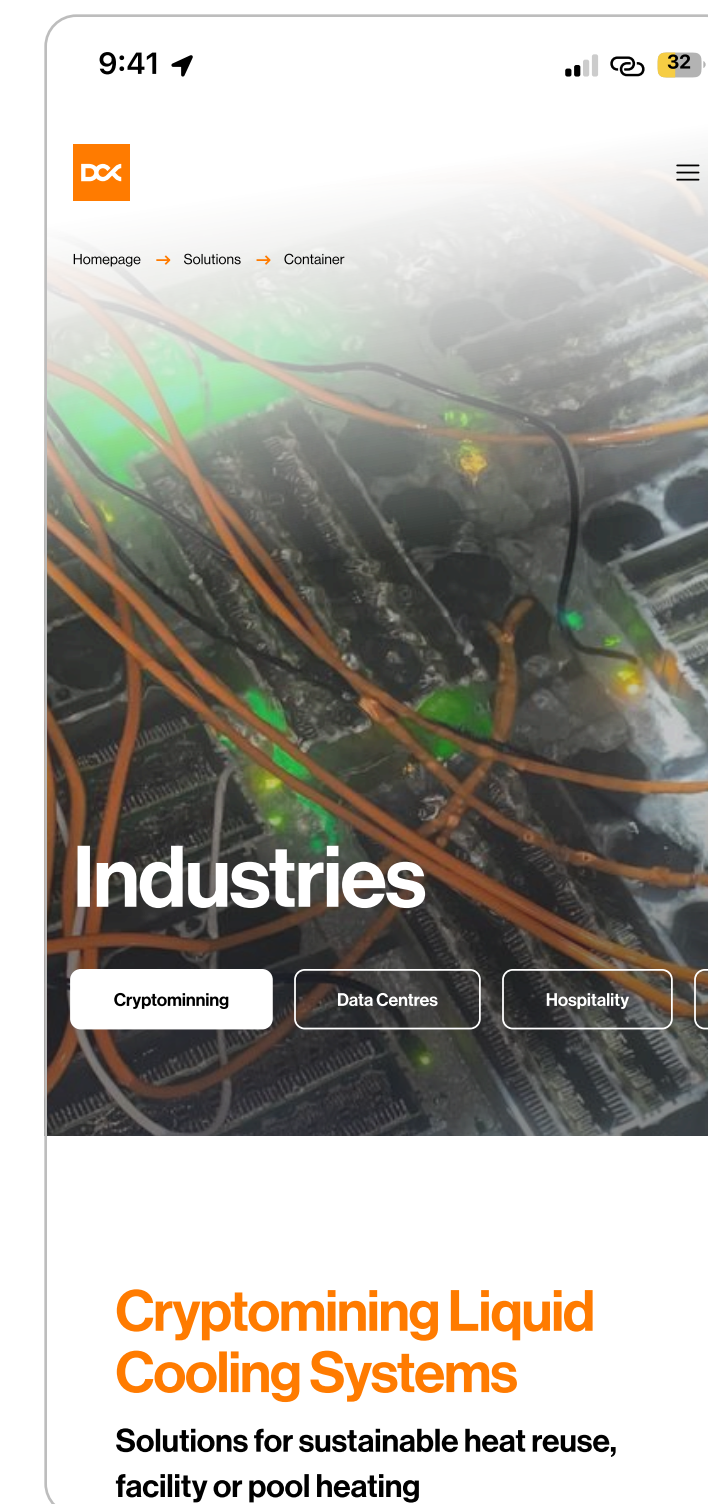 9:41
32
DCX
Homepage → Solutions → Container
Industries
Cryptominning
Data Centres
Hospitality
Cryptomining Liquid
Cooling Systems
Solutions for sustainable heat reuse,
facility or pool heating